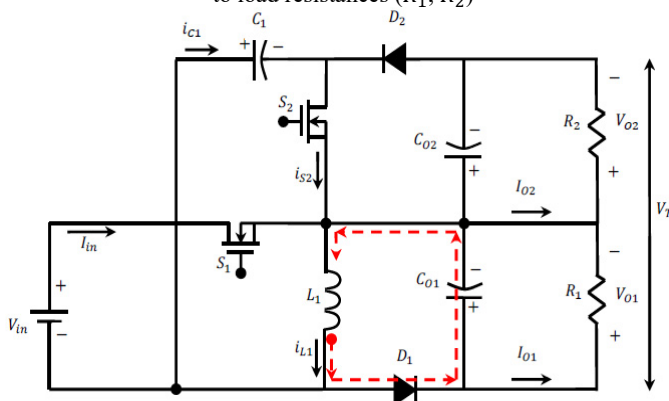 to load resistances (R1, R2)
iC1
C1
+
-
D2
S2
-
CO2
+
-
R2
VO2
+
iS2
IO2
VT
Iin
S1
+
Vin
-
L1
-
CO1
+
-
R1
VO1
+
iL1
D1
IO1